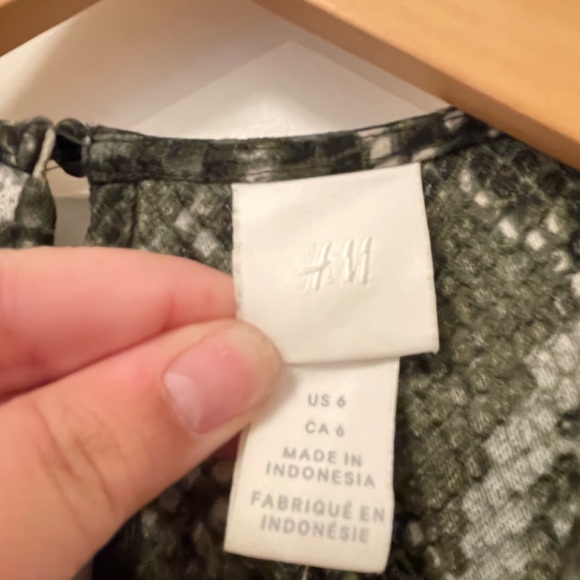 H&M
US 6
CA 6
MADE IN
INDONESIA
FABRIQUÉ EN
INDONÉSIE